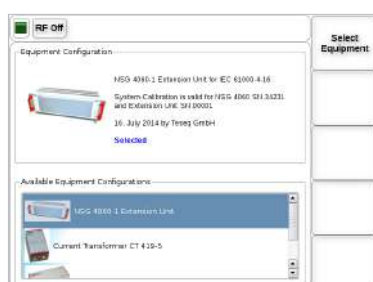 RF Off
Select
Equipment
Equipment Configuration
NSG 4060-1 Extension Unit for IEC 61000-4-16
System Calibration is valid for NSG 4060 SN 34231
and Extension Unit SN 00001
16. July 2014 by Teseq GmbH
Selected
Available Equipment Configurations
NSG 4060-1 Extension Unit
Current Transformer CT 419-5